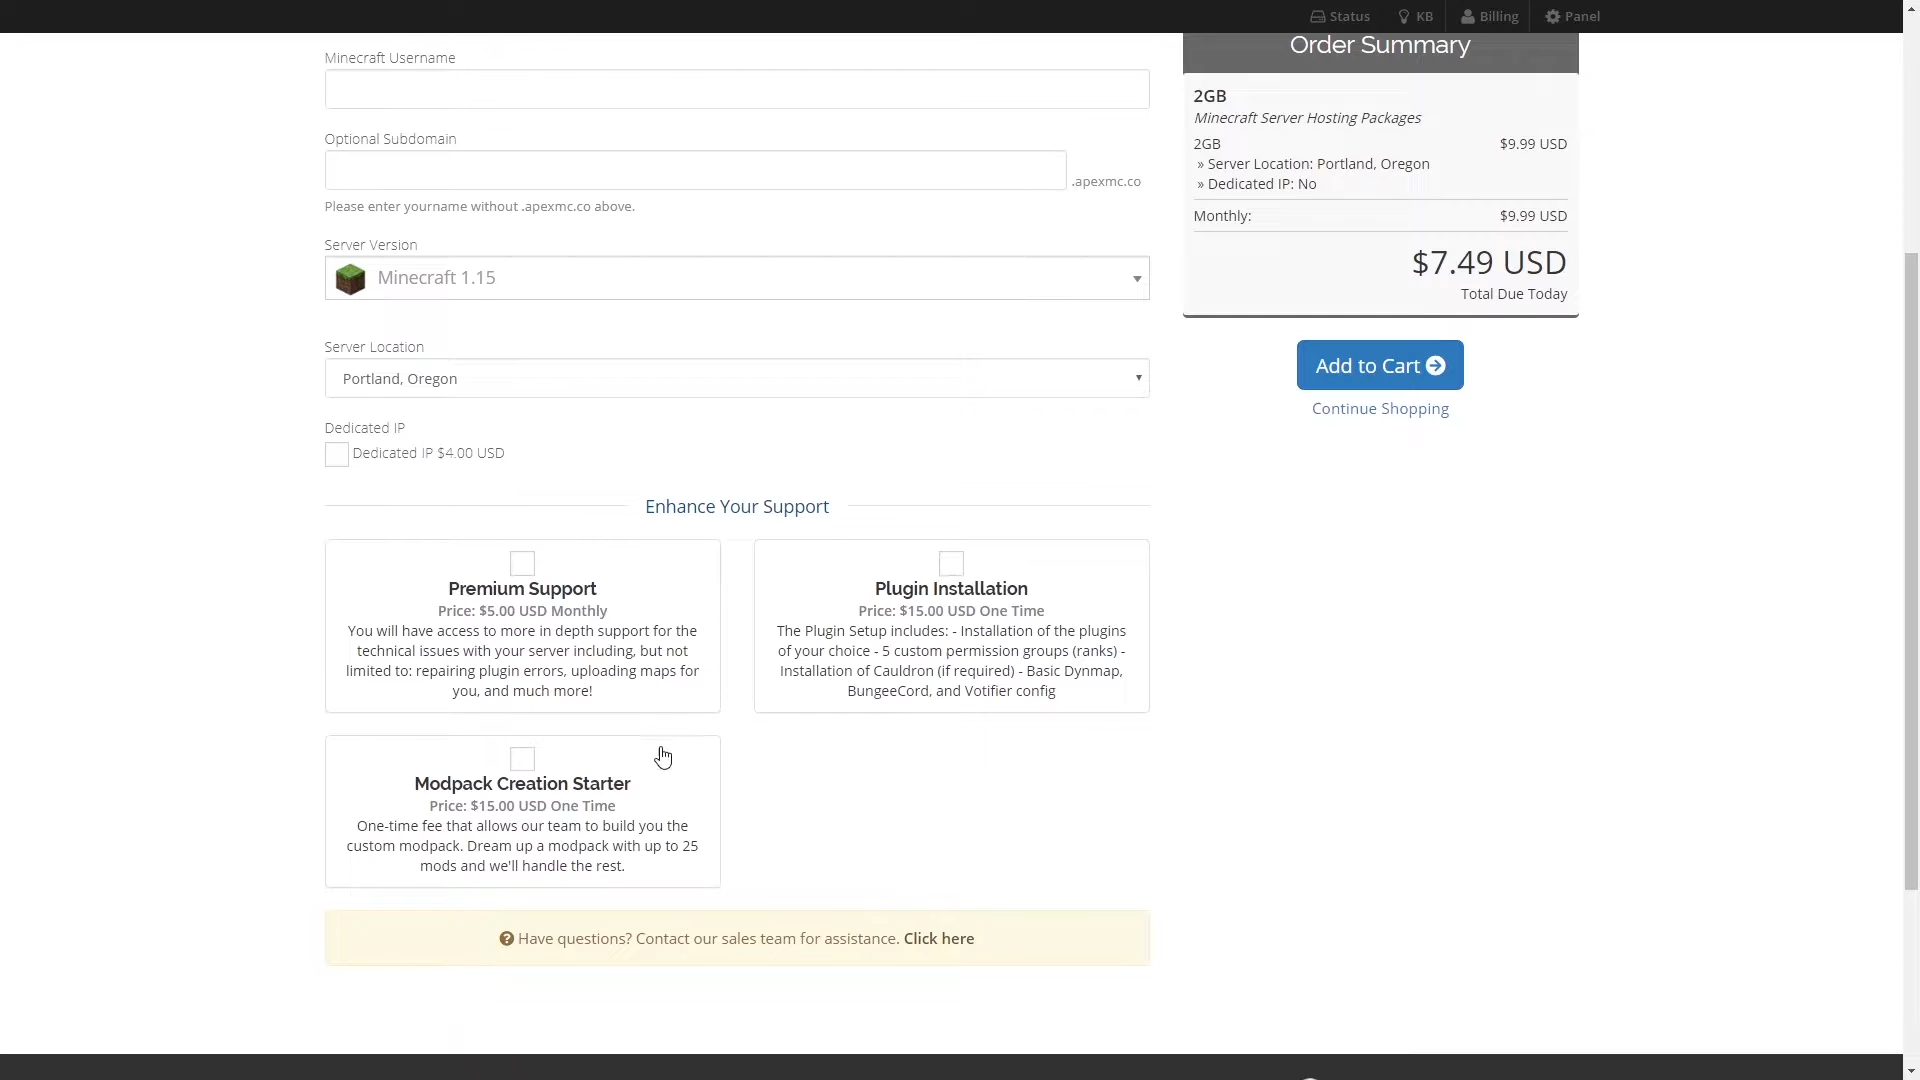 Status
KB
Billing
Panel
Minecraft Username
Optional Subdomain
.apexmc.co
Please enter yourname without .apexmc.co above.
Server Version
Minecraft 1.15
Server Location
Portland, Oregon
Dedicated IP
Dedicated IP $4.00 USD
Enhance Your Support
Premium Support
Price: $5.00 USD Monthly
You will have access to more in depth support for the
technical issues with your server including, but not
limited to: repairing plugin errors, uploading maps for
you, and much more!
Plugin Installation
Price: $15.00 USD One Time
The Plugin Setup includes: - Installation of the plugins
of your choice - 5 custom permission groups (ranks) -
Installation of Cauldron (if required) - Basic Dynmap,
BungeeCord, and Votifier config
Modpack Creation Starter
Price: $15.00 USD One Time
One-time fee that allows our team to build you the
custom modpack. Dream up a modpack with up to 25
mods and we'll handle the rest.
Have questions? Contact our sales team for assistance. Click here
Order Summary
2GB
Minecraft Server Hosting Packages
2GB $9.99 USD
» Server Location: Portland, Oregon
» Dedicated IP: No
Monthly: $9.99 USD
$7.49 USD
Total Due Today
Add to Cart
Continue Shopping